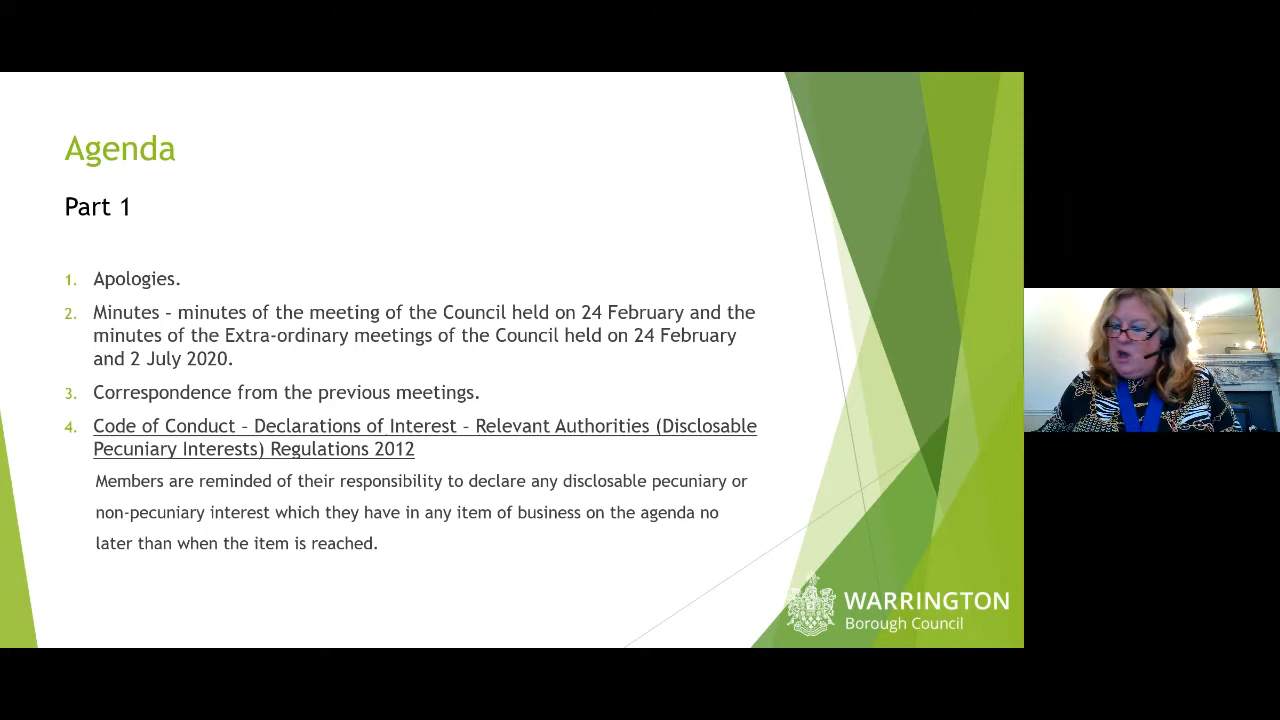 Agenda
Part 1
1. Apologies.
2. Minutes – minutes of the meeting of the Council held on 24 February and the
minutes of the Extra-ordinary meetings of the Council held on 24 February
and 2 July 2020.
3. Correspondence from the previous meetings.
4. Code of Conduct – Declarations of Interest – Relevant Authorities (Disclosable
Pecuniary Interests) Regulations 2012
Members are reminded of their responsibility to declare any disclosable pecuniary or
non-pecuniary interest which they have in any item of business on the agenda no
later than when the item is reached.
WARRINGTON
Borough Council